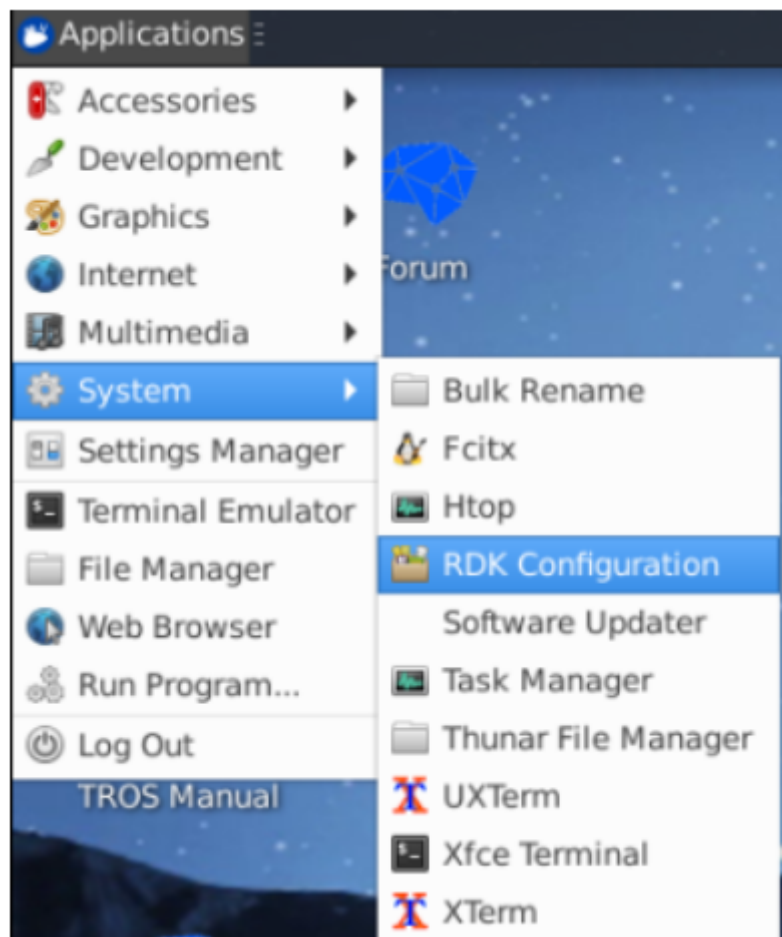 Applications
Accessories
Development
Graphics
Internet
Multimedia
System
Settings Manager
Terminal Emulator
File Manager
Web Browser
Run Program...
Log Out
TROS Manual
Forum
Bulk Rename
Fcitx
Htop
RDK Configuration
Software Updater
Task Manager
Thunar File Manager
UXTerm
Xfce Terminal
XTerm